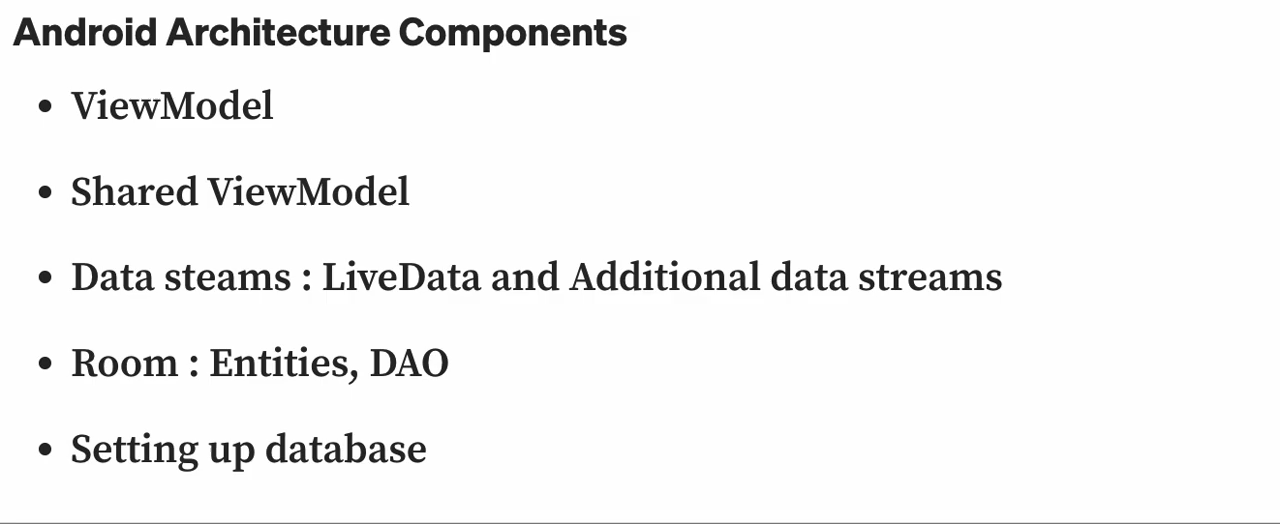 Android Architecture Components
• ViewModel
• Shared ViewModel
• Data steams : LiveData and Additional data streams
• Room : Entities, DAO
• Setting up database